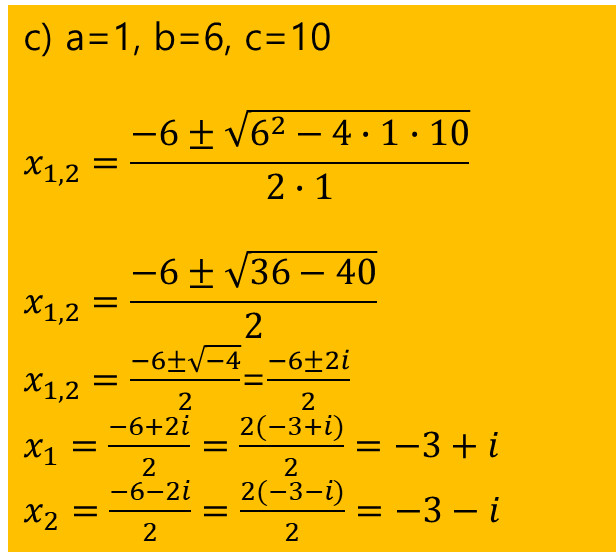 c) a=1, b=6, c=10
x₁,₂ = (−6 ± √(6² − 4 · 1 · 10))/(2 · 1)
x₁,₂ = (−6 ± √(36 − 40))/2
x₁,₂ = (−6±√(−4))/2=(−6±2i)/2
x₁ = (−6+2i)/2 = (2(−3+i))/2 = −3 + i
x₂ = (−6−2i)/2 = (2(−3−i))/2 = −3 − i